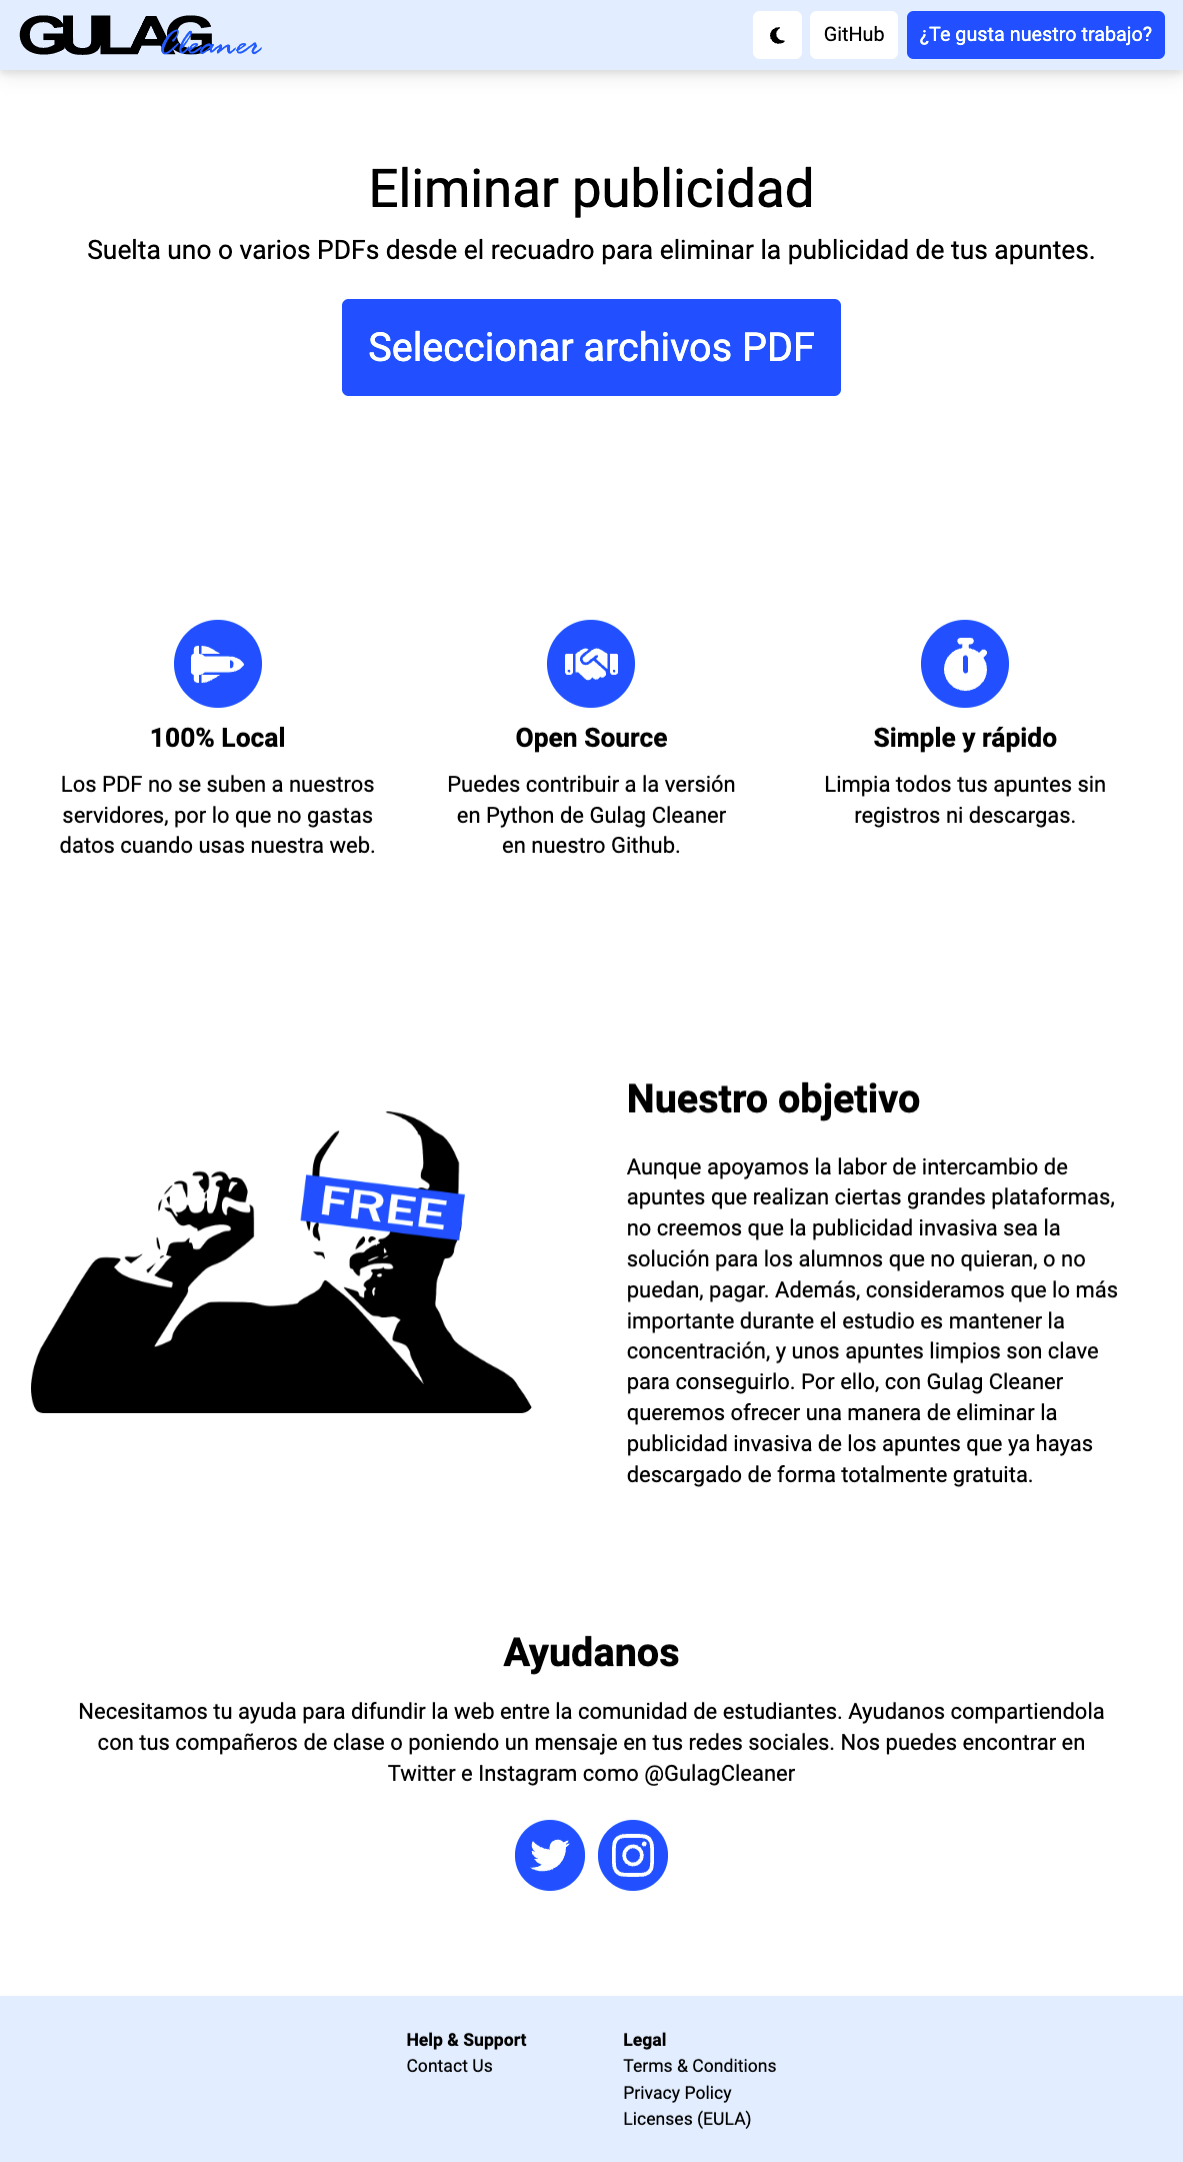 GULAG Cleaner
GitHub
¿Te gusta nuestro trabajo?
Eliminar publicidad
Suelta uno o varios PDFs desde el recuadro para eliminar la publicidad de tus apuntes.
Seleccionar archivos PDF
100% Local
Los PDF no se suben a nuestros
servidores, por lo que no gastas
datos cuando usas nuestra web.
Open Source
Puedes contribuir a la versión
en Python de Gulag Cleaner
en nuestro Github.
Simple y rápido
Limpia todos tus apuntes sin
registros ni descargas.
FREE
Nuestro objetivo
Aunque apoyamos la labor de intercambio de
apuntes que realizan ciertas grandes plataformas,
no creemos que la publicidad invasiva sea la
solución para los alumnos que no quieran, o no
puedan, pagar. Además, consideramos que lo más
importante durante el estudio es mantener la
concentración, y unos apuntes limpios son clave
para conseguirlo. Por ello, con Gulag Cleaner
queremos ofrecer una manera de eliminar la
publicidad invasiva de los apuntes que ya hayas
descargado de forma totalmente gratuita.
Ayudanos
Necesitamos tu ayuda para difundir la web entre la comunidad de estudiantes. Ayudanos compartiendola
con tus compañeros de clase o poniendo un mensaje en tus redes sociales. Nos puedes encontrar en
Twitter e Instagram como @GulagCleaner
Help & Support
Contact Us
Legal
Terms & Conditions
Privacy Policy
Licenses (EULA)